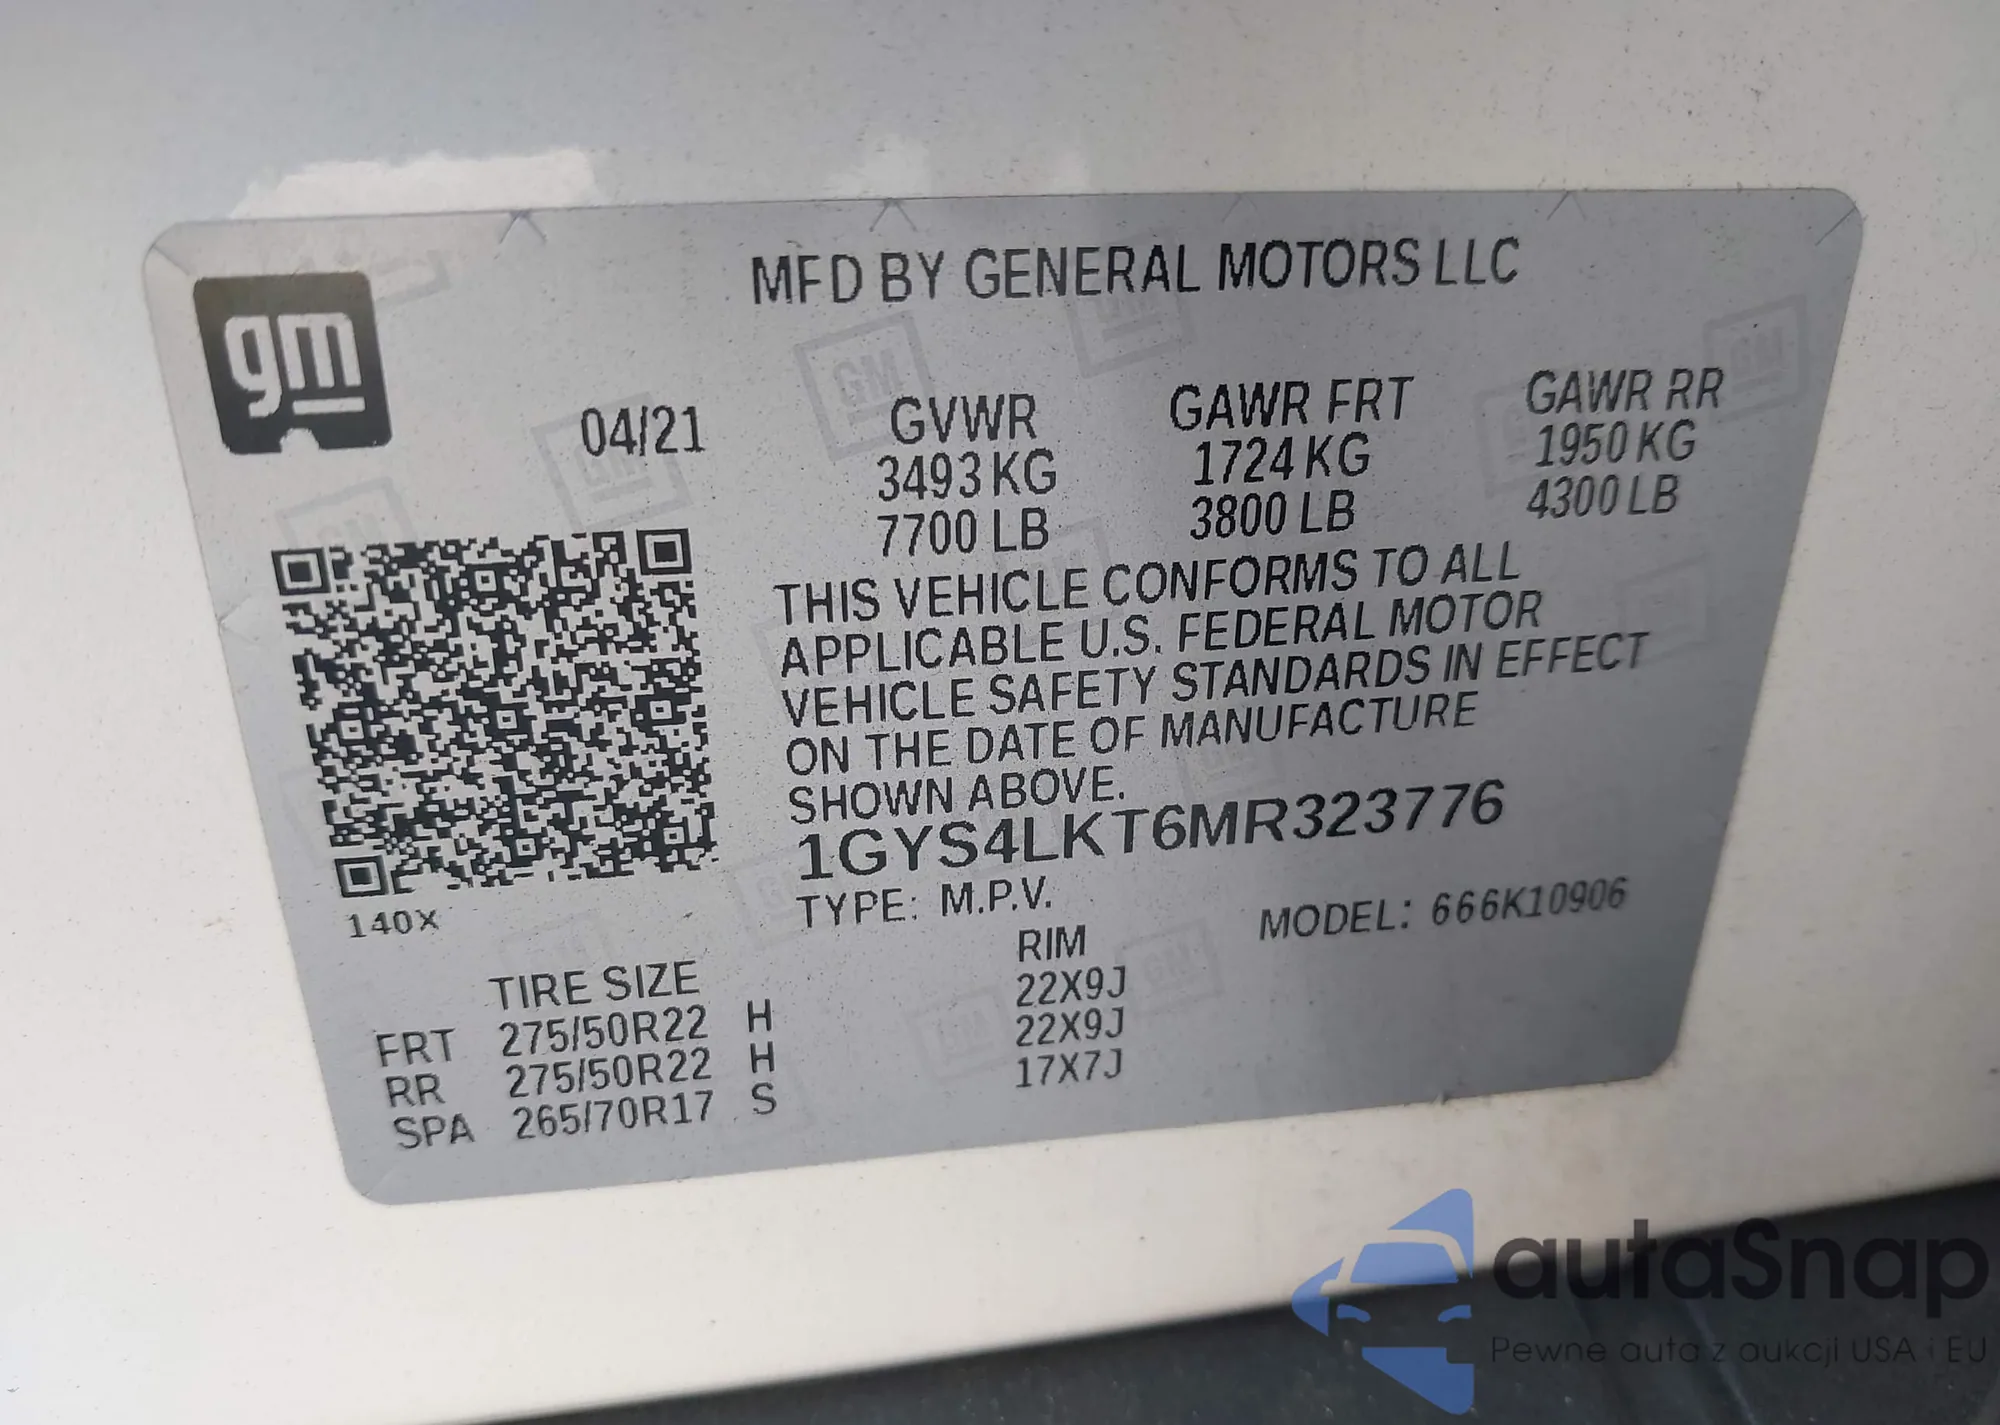 gm
MFD BY GENERAL MOTORS LLC
04/21
GVWR GAWR FRT GAWR RR
3493 KG 1724 KG 1950 KG
7700 LB 3800 LB 4300 LB
THIS VEHICLE CONFORMS TO ALL
APPLICABLE U.S. FEDERAL MOTOR
VEHICLE SAFETY STANDARDS IN EFFECT
ON THE DATE OF MANUFACTURE
SHOWN ABOVE.
1GYS4LKT6MR323776
140X
TYPE: M.P.V. MODEL: 666K10906
TIRE SIZE RIM
FRT 275/50R22 H 22X9J
RR 275/50R22 H 22X9J
SPA 265/70R17 S 17X7J
autaSnap
Pewne auta z aukcji USA i EU